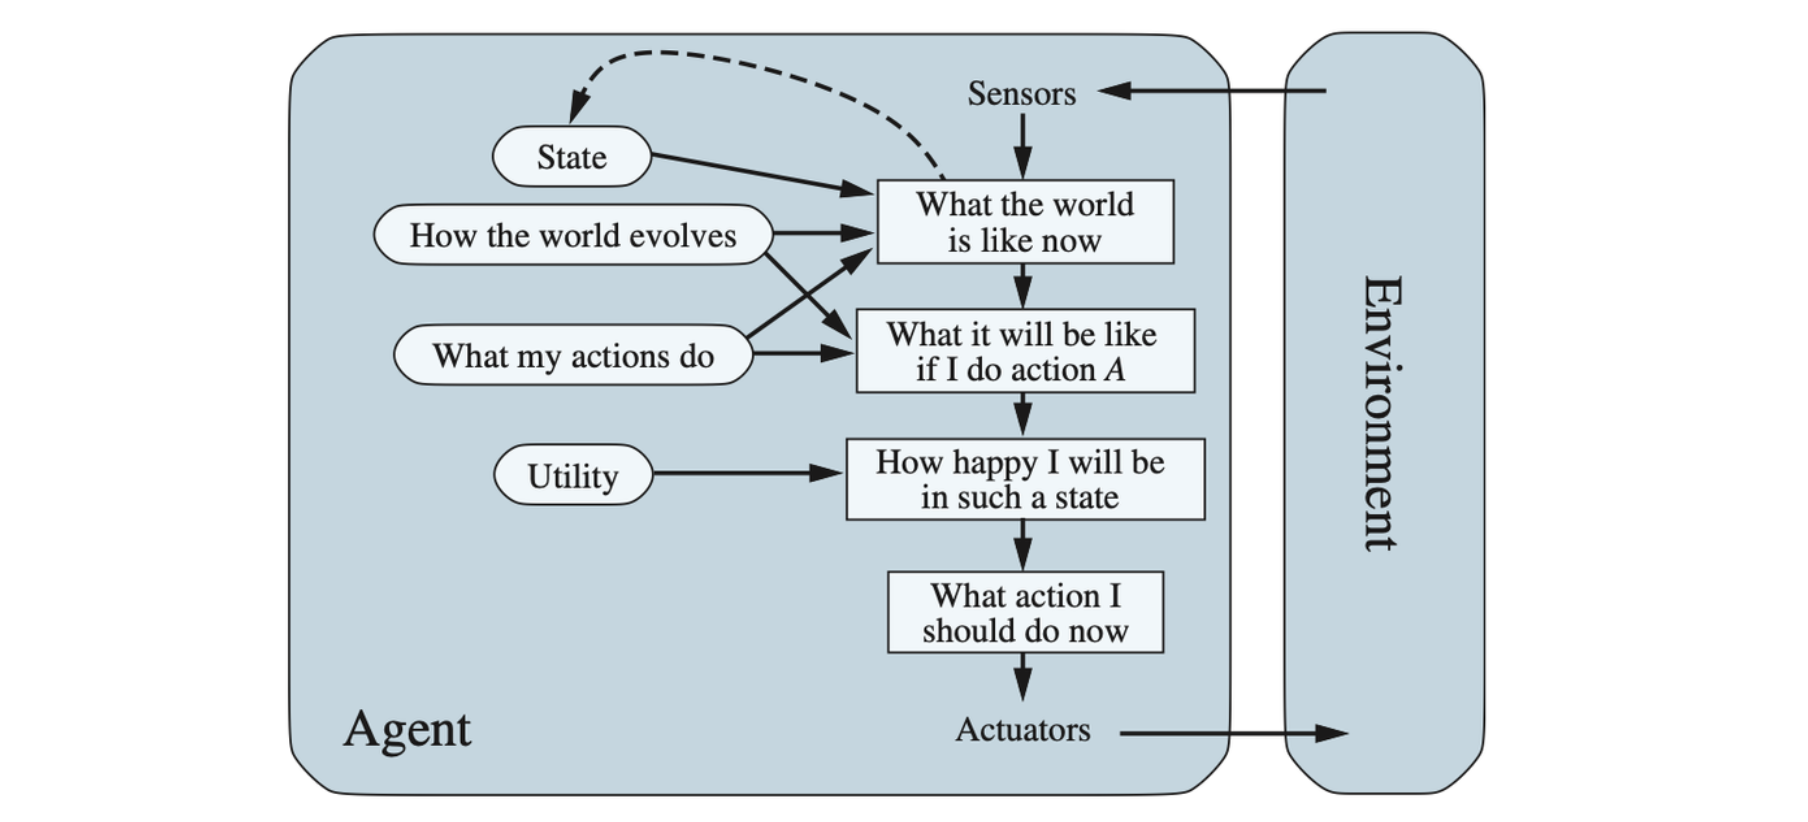 Sensors
State
What the world
is like now
How the world evolves
What it will be like
if I do action A
What my actions do
How happy I will be
in such a state
Utility
What action I
should do now
Agent
Actuators
Environment